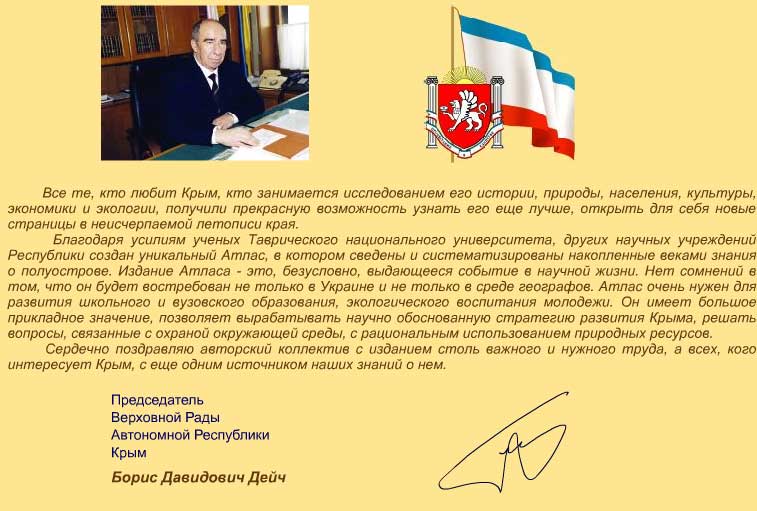 Все те, кто любит Крым, кто занимается исследованием его истории, природы, населения, культуры,
экономики и экологии, получили прекрасную возможность узнать его еще лучше, открыть для себя новые
страницы в неисчерпаемой летописи края.
Благодаря усилиям ученых Таврического национального университета, других научных учреждений
Республики создан уникальный Атлас, в котором сведены и систематизированы накопленные веками знания
о полуострове. Издание Атласа - это, безусловно, выдающееся событие в научной жизни. Нет сомнений в
том, что он будет востребован не только в Украине и не только в среде географов. Атлас очень нужен для
развития школьного и вузовского образования, экологического воспитания молодежи. Он имеет большое
прикладное значение, позволяет вырабатывать научно обоснованную стратегию развития Крыма, решать
вопросы, связанные с охраной окружающей среды, с рациональным использованием природных ресурсов.
Сердечно поздравляю авторский коллектив с изданием столь важного и нужного труда, а всех, кого
интересует Крым, с еще одним источником наших знаний о нем.
Председатель
Верховной Рады
Автономной Республики
Крым
Борис Давидович Дейч